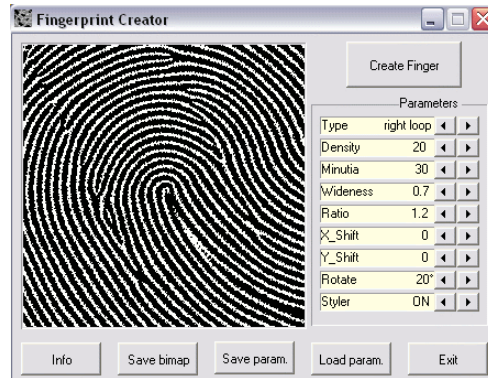 Fingerprint Creator
Create Finger
Parameters
Type right loop
Density 20
Minutia 30
Wideness 0.7
Ratio 1.2
X_Shift 0
Y_Shift 0
Rotate 20°
Styler ON
Info Save bimap Save param. Load param. Exit